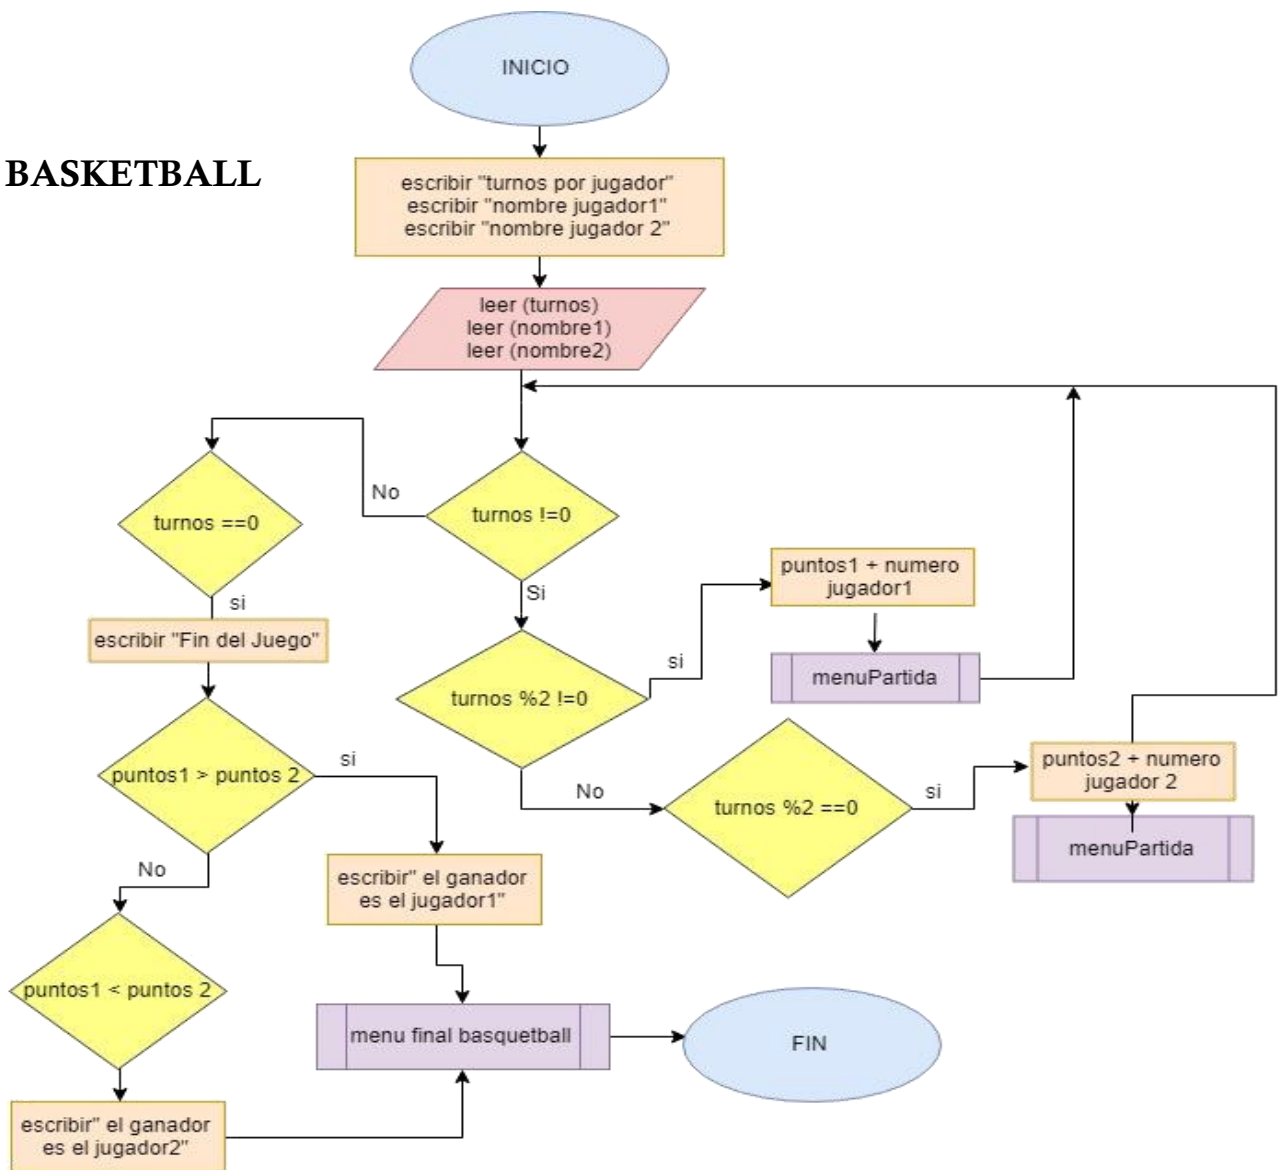 INICIO
BASKETBALL
escribir "turnos por jugador"
escribir "nombre jugador1"
escribir "nombre jugador 2"
leer (turnos)
leer (nombre1)
leer (nombre2)
No
turnos ==0
turnos !=0
si
Si
puntos1 + numero
jugador1
escribir "Fin del Juego"
si
menuPartida
turnos %2 !=0
puntos1 > puntos 2
si
No
turnos %2 ==0
si
puntos2 + numero
jugador 2
menuPartida
No
escribir" el ganador
es el jugador1"
puntos1 < puntos 2
menu final basquetball
FIN
escribir" el ganador
es el jugador2"